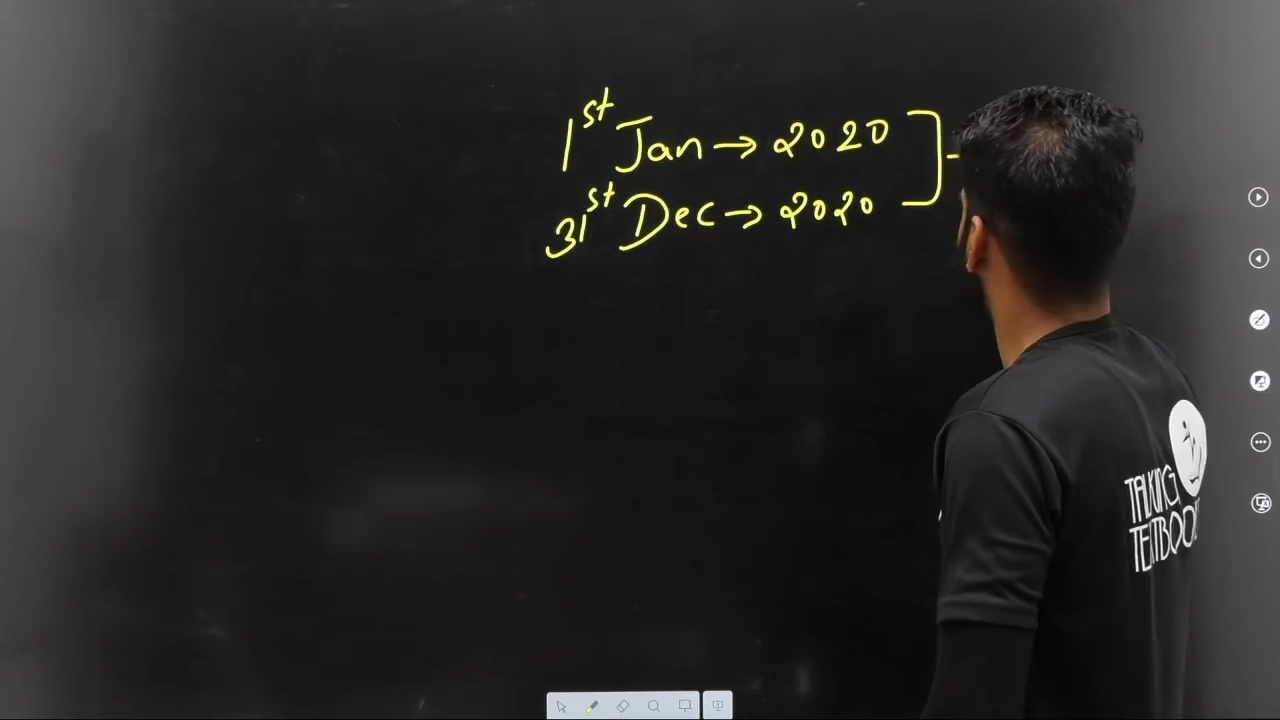 1st Jan → 2020
31st Dec → 2020
TALKING
TEXTBOOK